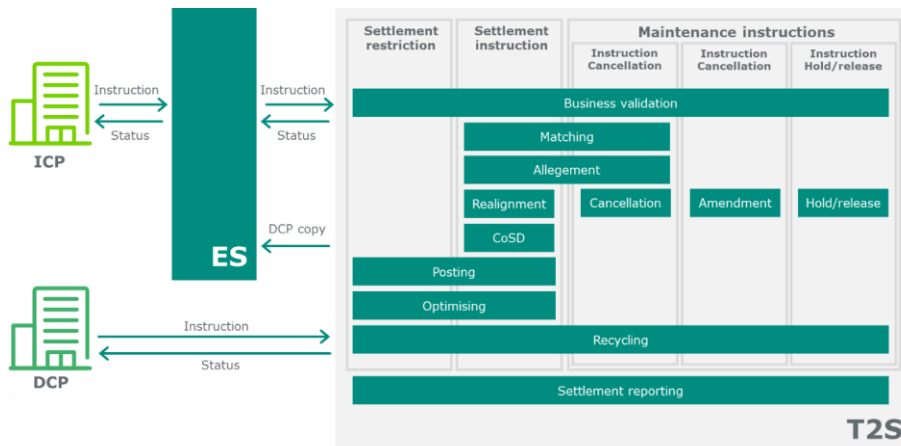 Settlement
restriction
Settlement
instruction
Maintenance instructions
Instruction
Cancellation
Instruction
Cancellation
Instruction
Hold/release
Instruction
Status
ICP
Instruction
Status
Business validation
Matching
Allegement
Realignment
Cancellation
Amendment
Hold/release
DCP copy
ES
CoSD
Posting
Optimising
Instruction
Status
DCP
Recycling
Settlement reporting
T2S